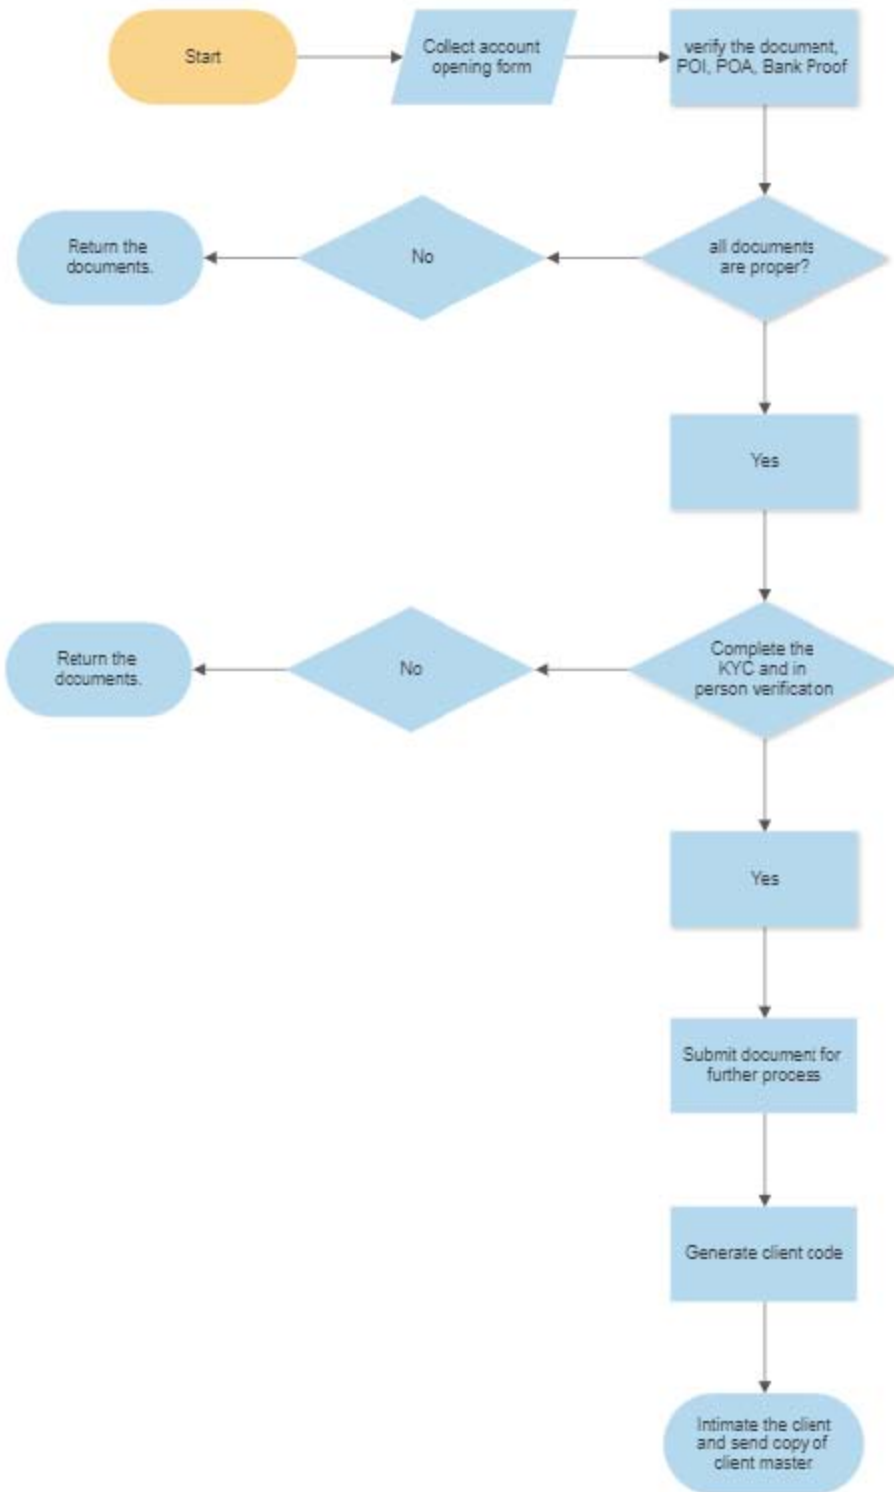 Start
Collect account
opening form
verify the document,
POI, POA, Bank Proof
Return the
documents.
No
all documents
are proper?
Yes
Return the
documents.
No
Complete the
KYC and in
person verification
Yes
Submit document for
further process
Generate client code
Intimate the client
and send copy of
client master